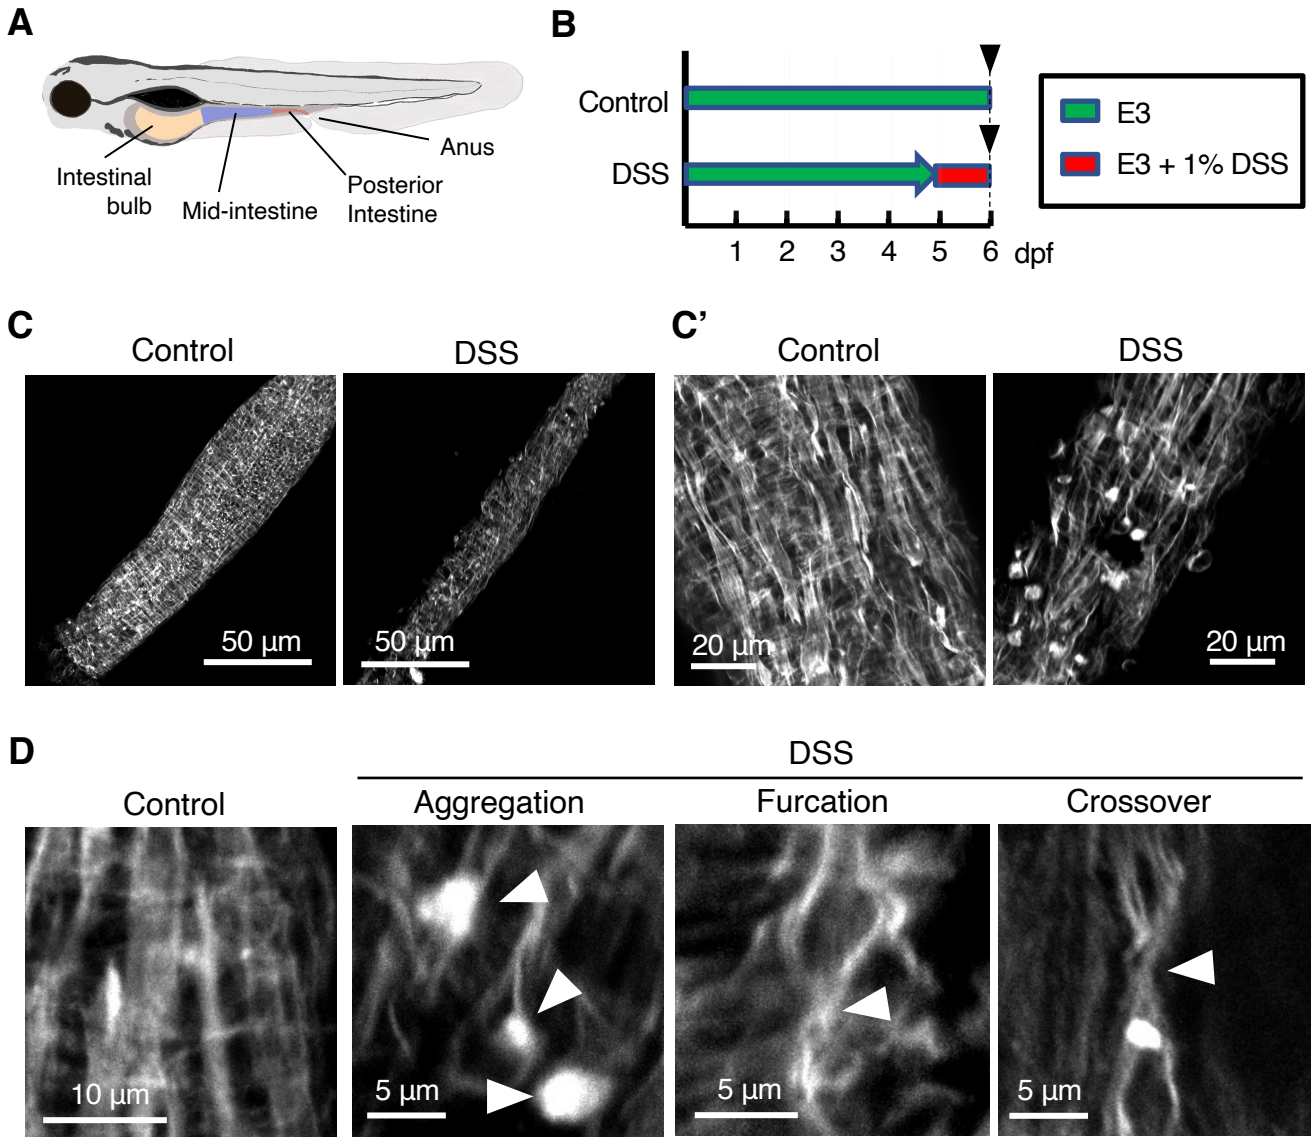 A
Intestinal
bulb
Mid-intestine
Posterior
Intestine
Anus
B
Control
DSS
1 2 3 4 5 6 dpf
E3
E3 + 1% DSS
C
Control
DSS
50 µm
50 µm
C’
Control
DSS
20 µm
20 µm
D
DSS
Control
Aggregation
Furcation
Crossover
10 µm
5 µm
5 µm
5 µm